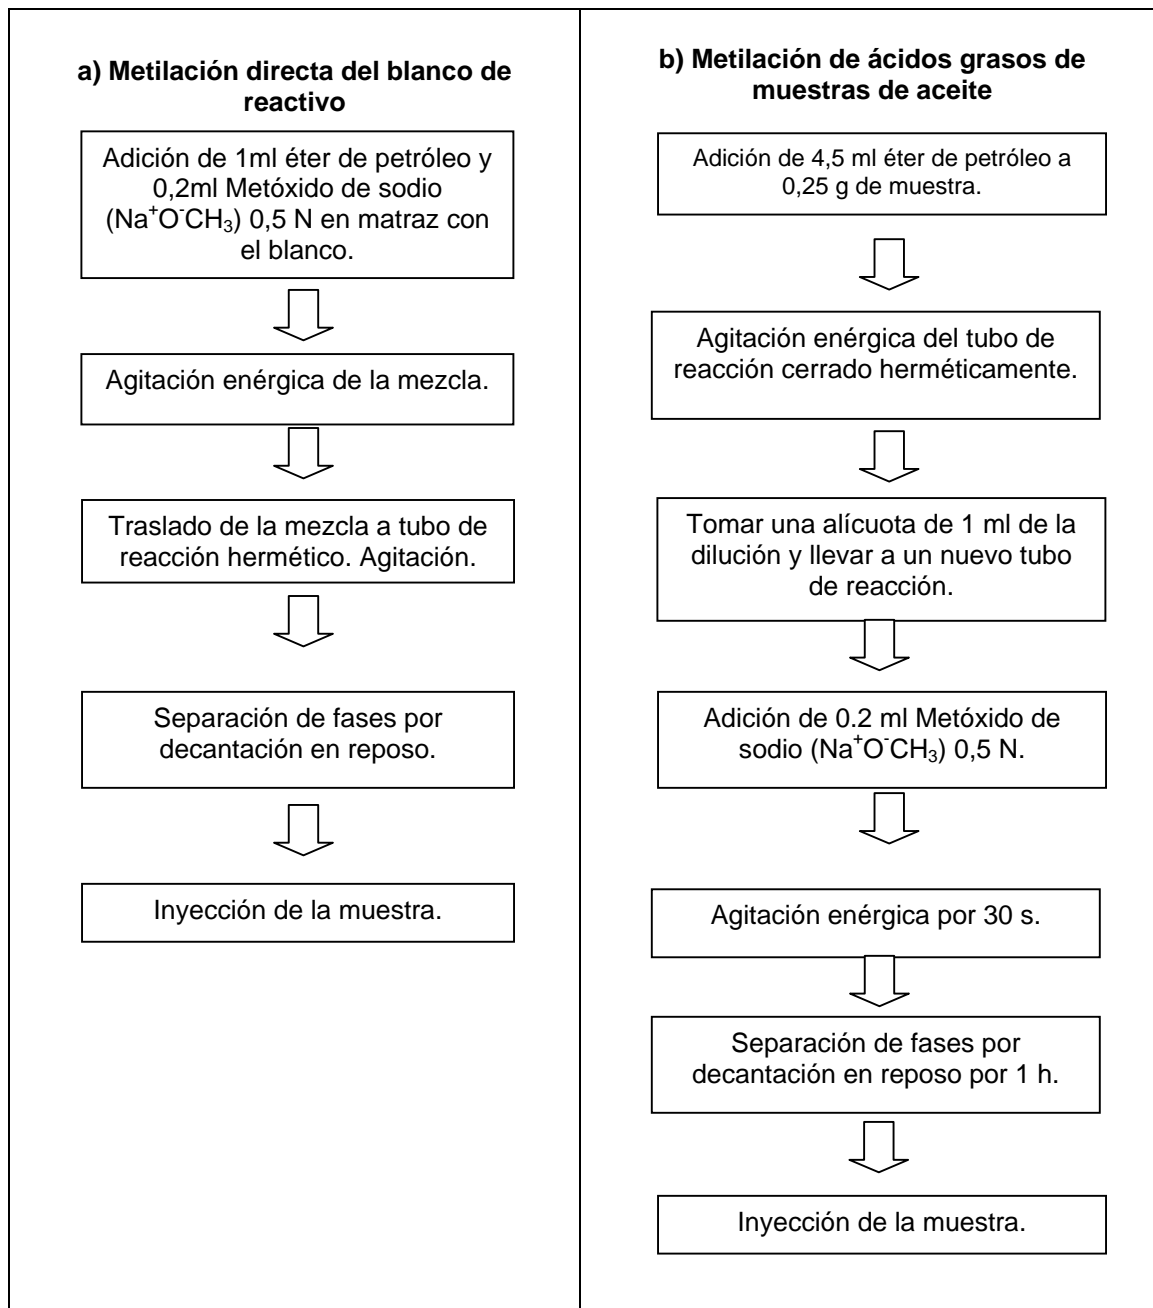 a) Metilación directa del blanco de
reactivo
Adición de 1ml éter de petróleo y
0,2ml Metóxido de sodio
(Na⁺O⁻CH₃) 0,5 N en matraz con
el blanco.
Agitación enérgica de la mezcla.
Traslado de la mezcla a tubo de
reacción hermético. Agitación.
Separación de fases por
decantación en reposo.
Inyección de la muestra.
b) Metilación de ácidos grasos de
muestras de aceite
Adición de 4,5 ml éter de petróleo a
0,25 g de muestra.
Agitación enérgica del tubo de
reacción cerrado herméticamente.
Tomar una alícuota de 1 ml de la
dilución y llevar a un nuevo tubo
de reacción.
Adición de 0.2 ml Metóxido de
sodio (Na⁺O⁻CH₃) 0,5 N.
Agitación enérgica por 30 s.
Separación de fases por
decantación en reposo por 1 h.
Inyección de la muestra.